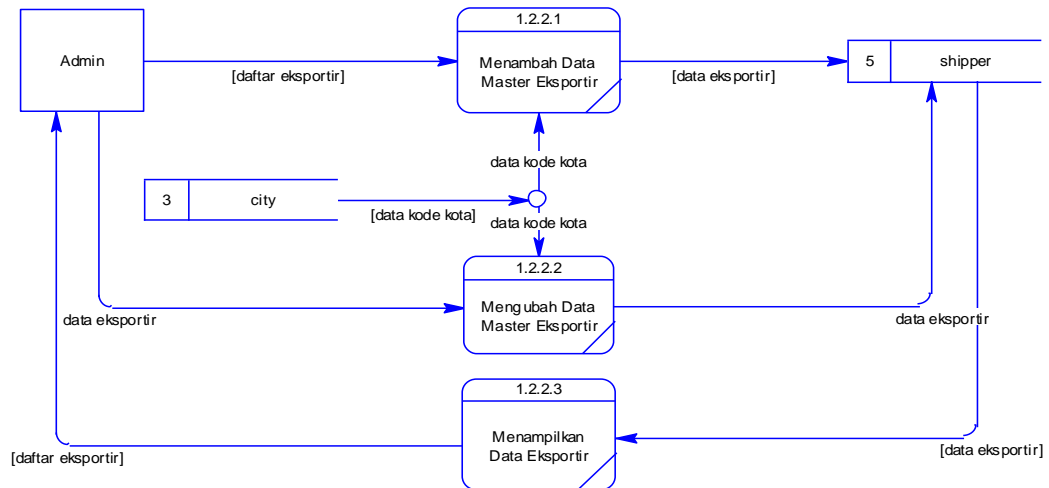 1.2.2.1
Admin
Menambah Data
Master Eksportir
5
shipper
[daftar eksportir]
[data eksportir]
data kode kota
3
city
[data kode kota]
data kode kota
1.2.2.2
Mengubah Data
Master Eksportir
data eksportir
data eksportir
1.2.2.3
Menampilkan
Data Eksportir
[daftar eksportir]
[data eksportir]